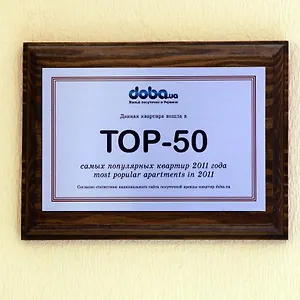 doba.ua
Жильё посуточно в Украине
Данная квартира вошла в
TOP-50
самых популярных квартир 2011 года
most popular apartments in 2011
Согласно статистике национального сайта посуточной аренды квартир doba.ua